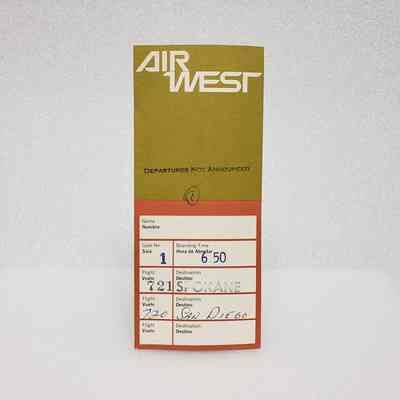 AIR
WEST
DEPARTURES NOT ANNOUNCED
Name
Nombre
Gate No. Boarding Time
Sala Hora de Abordar
1 6 50
Flight Destination
Vuelo Destino
721 SPOKANE
Flight Destination
Vuelo Destino
720 SAN DIEGO
Flight Destination
Vuelo Destino